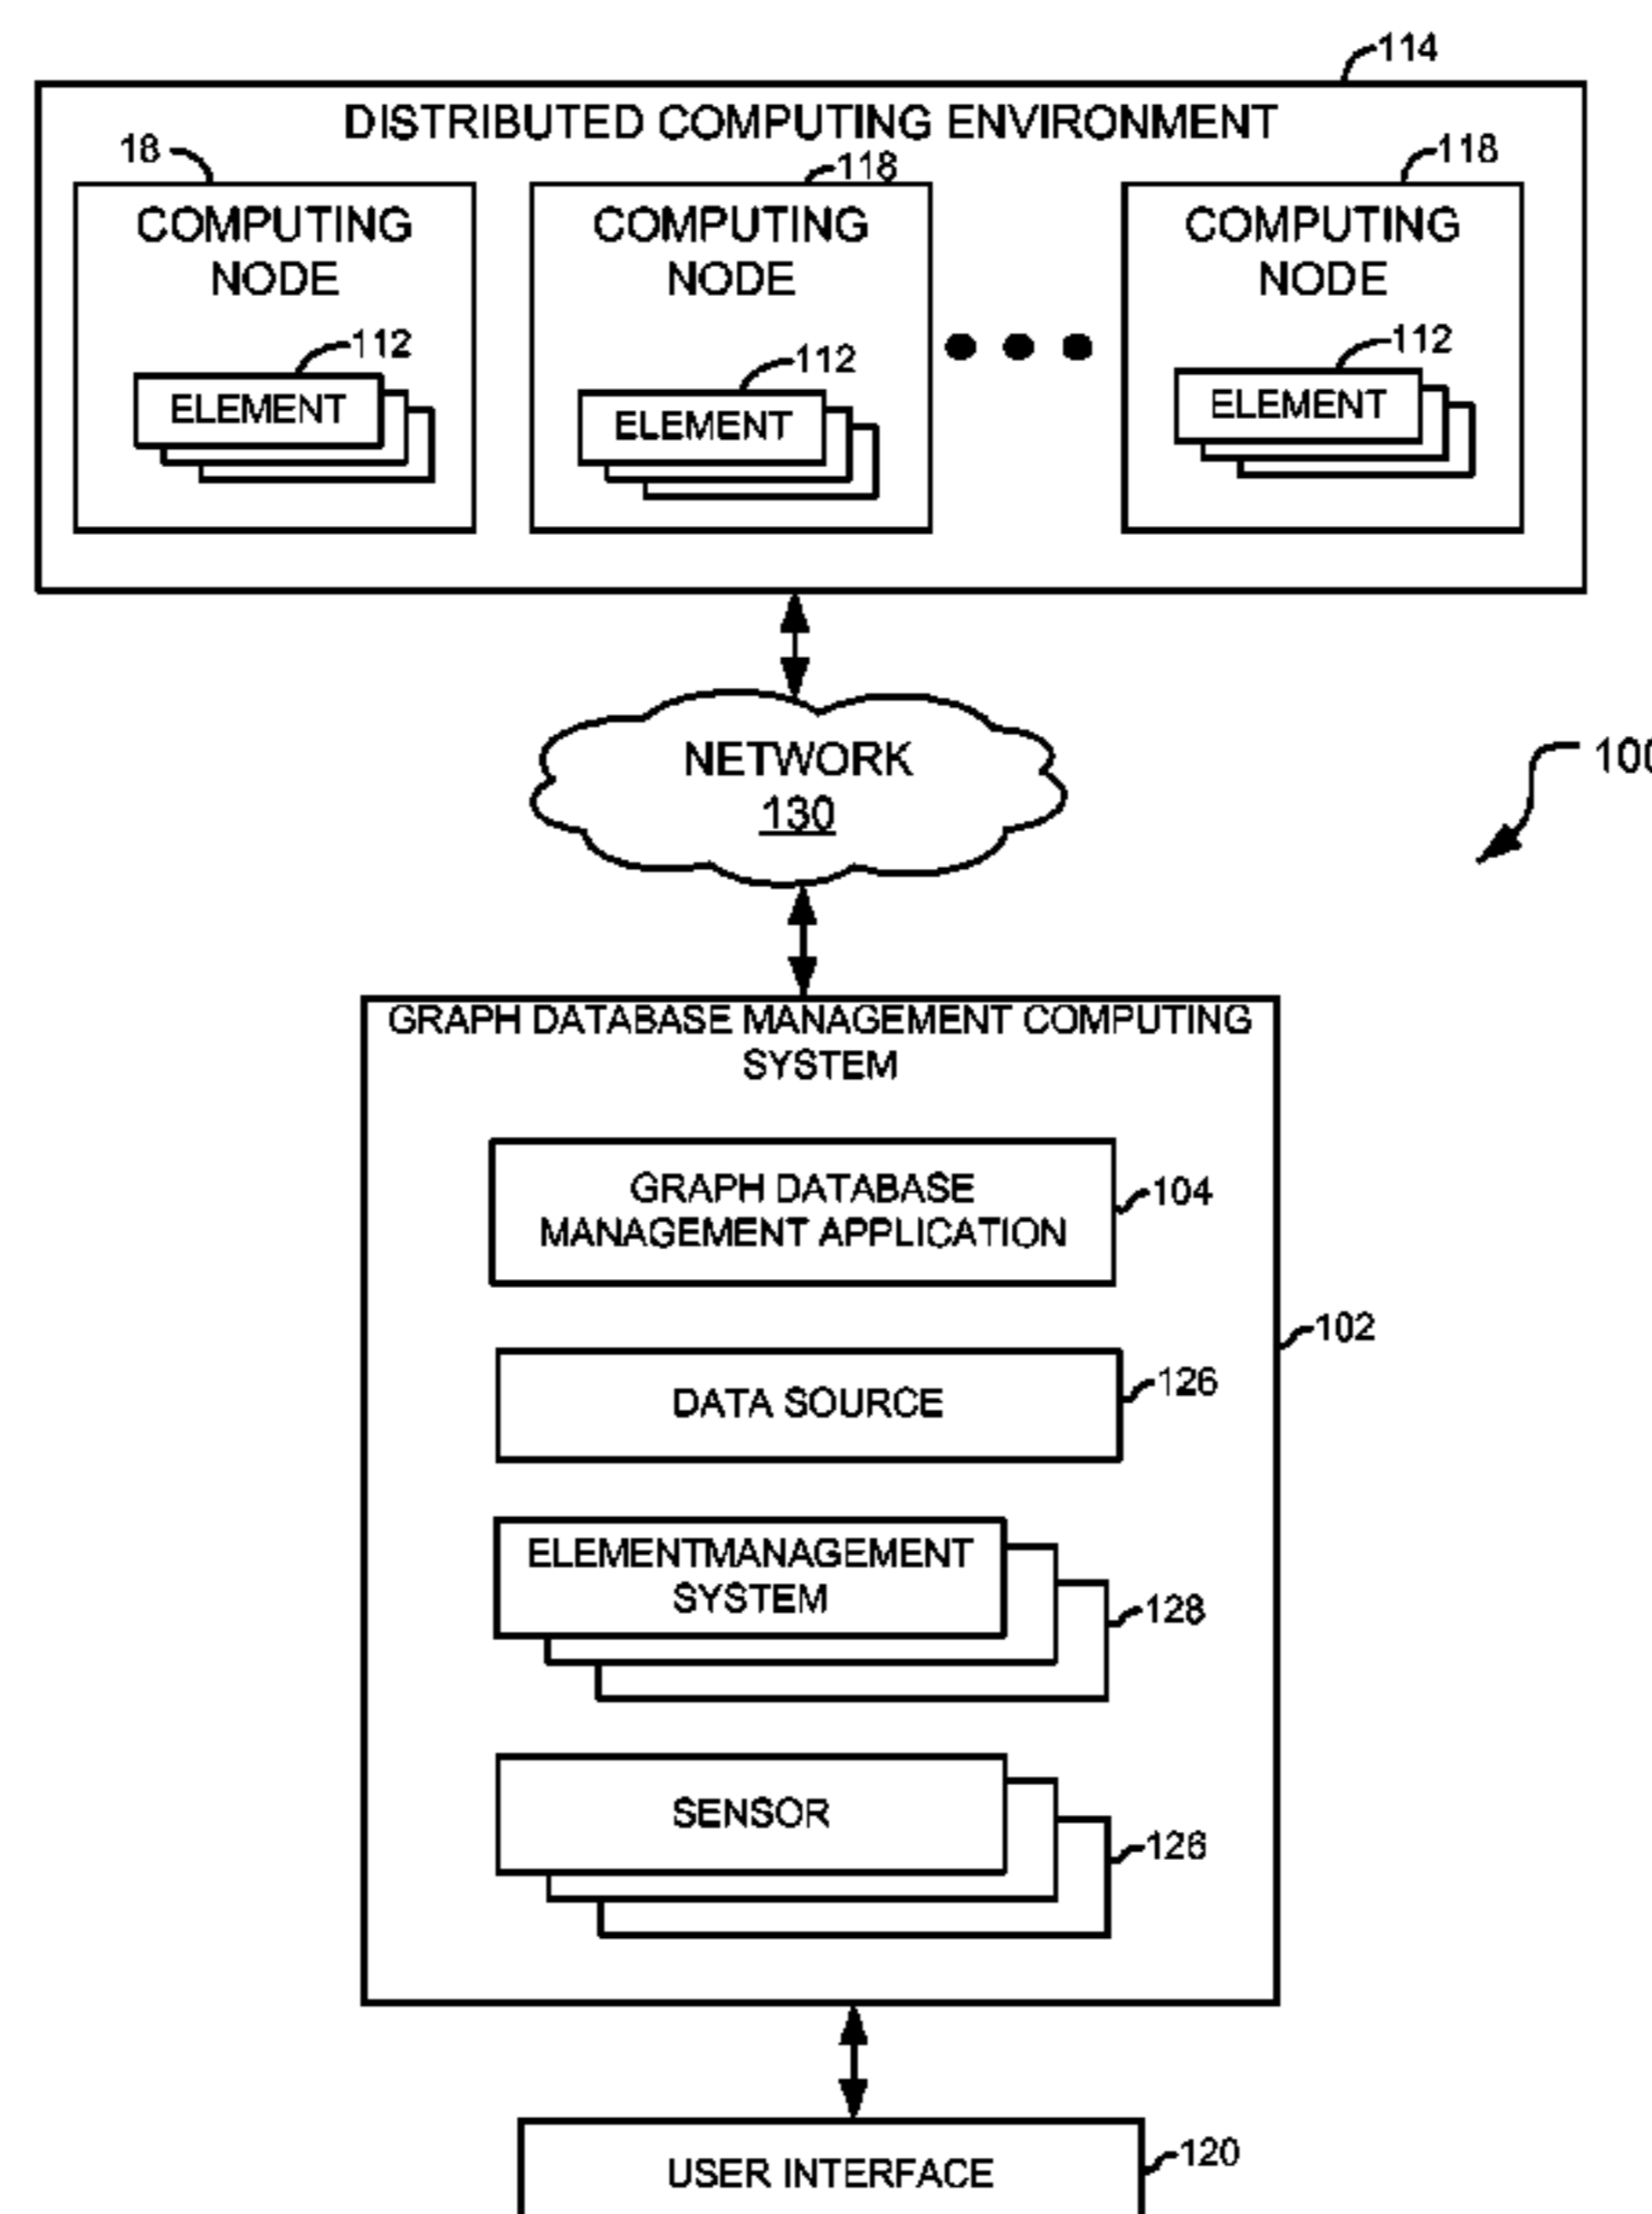 114
DISTRIBUTED COMPUTING ENVIRONMENT
18
118
118
COMPUTING
NODE
COMPUTING
NODE
COMPUTING
NODE
112
112
112
ELEMENT
ELEMENT
ELEMENT
NETWORK
130
100
GRAPH DATABASE MANAGEMENT COMPUTING
SYSTEM
GRAPH DATABASE
MANAGEMENT APPLICATION
104
102
DATA SOURCE
126
ELEMENTMANAGEMENT
SYSTEM
128
SENSOR
126
USER INTERFACE
120